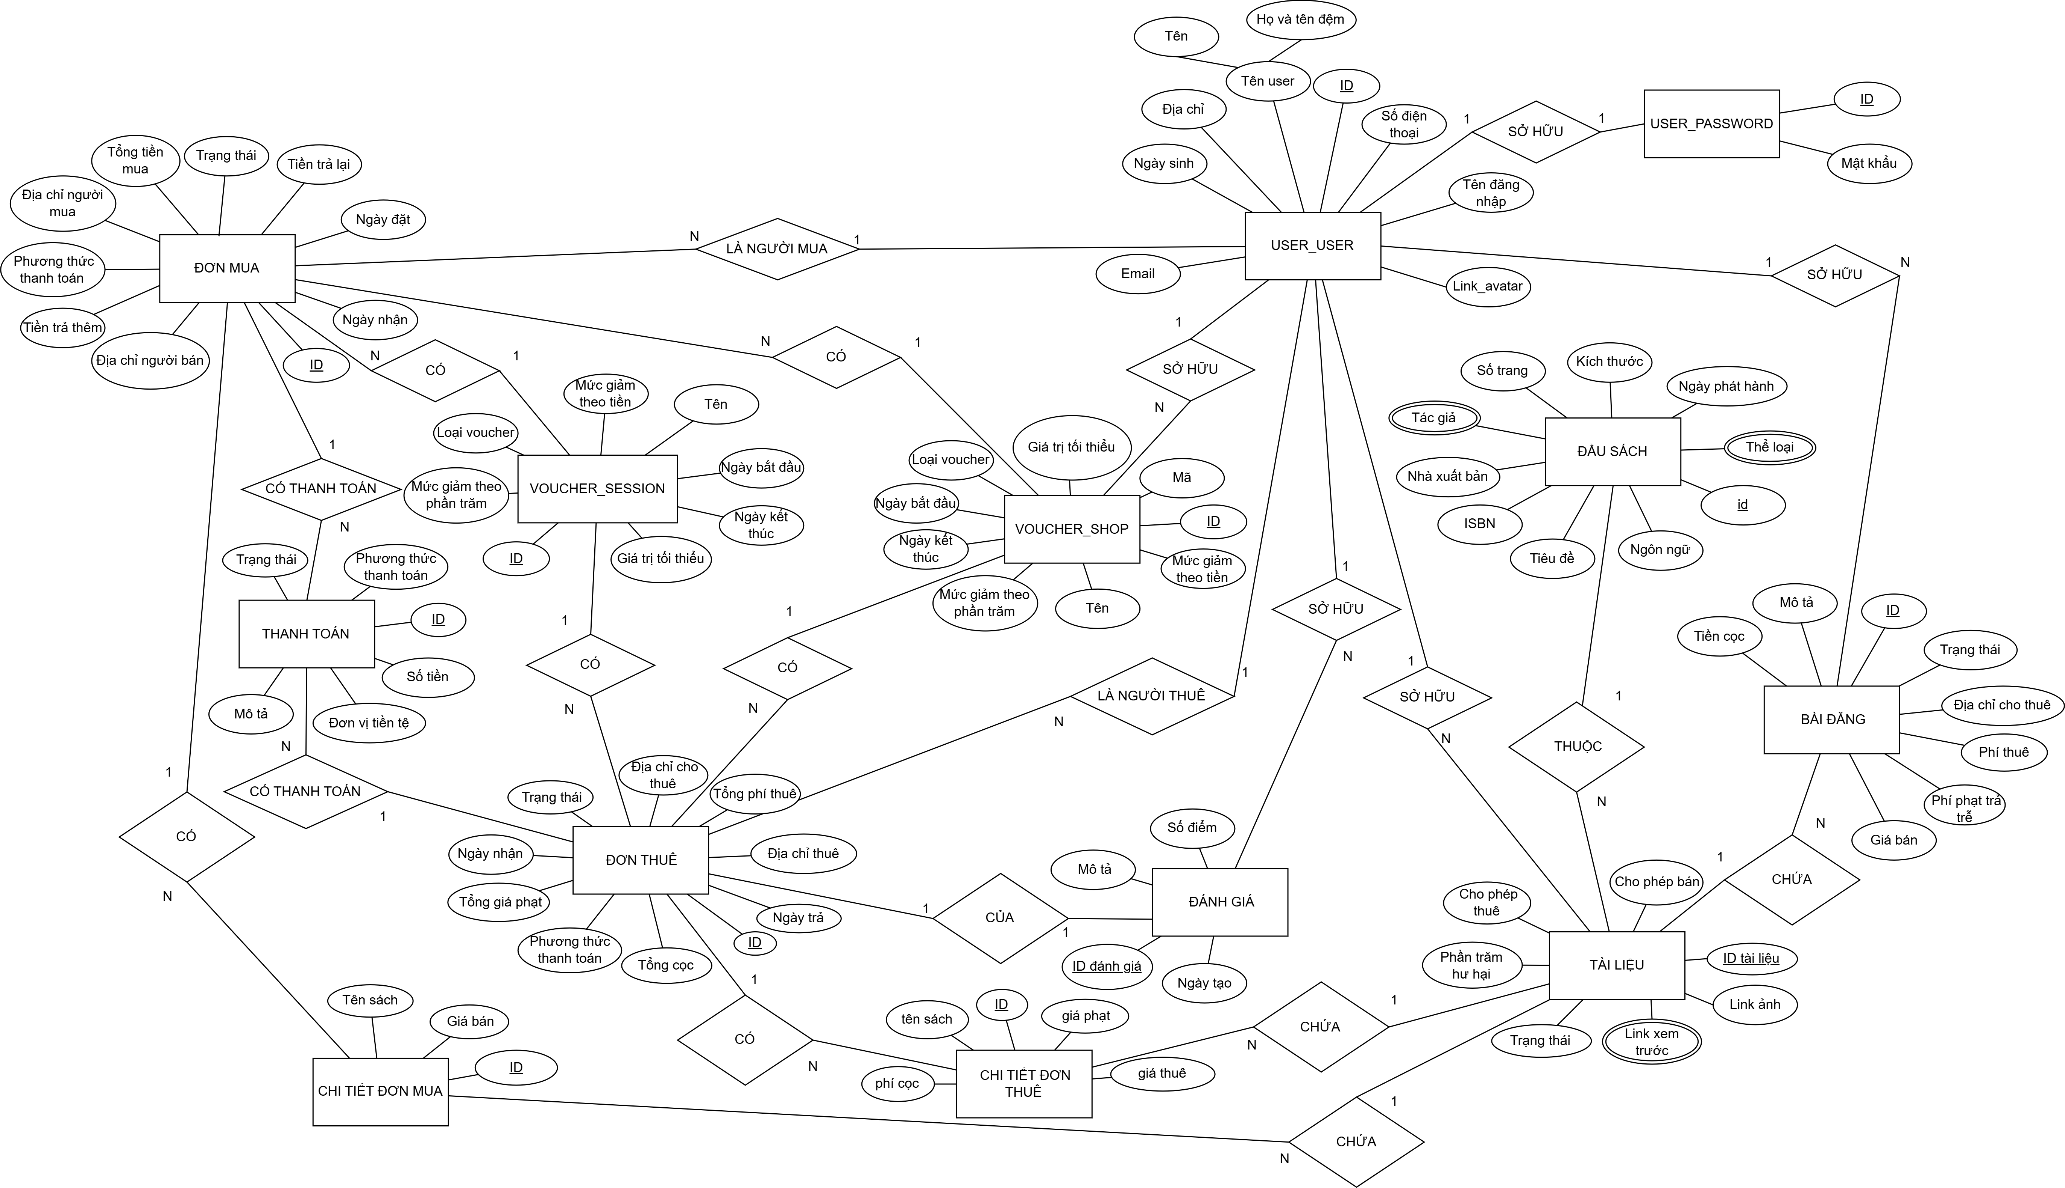 Họ và tên đệm
Tên
Tên user
ID
Địa chỉ
Số điện
thoại
Ngày sinh
Tên đăng
nhập
Email
Link_avatar
USER_USER
1
SỞ HỮU
1
USER_PASSWORD
ID
Mật khẩu
Tổng tiền
mua
Trạng thái
Tiền trả lại
Địa chỉ người
mua
Ngày đặt
Phương thức
thanh toán
ĐƠN MUA
Tiền trả thêm
Địa chỉ người bán
ID
Ngày nhận
N
LÀ NGƯỜI MUA
1
1
SỞ HỮU
N
N
CÓ
1
N
CÓ
1
1
SỞ HỮU
N
Mức giảm
theo tiền
Tên
Loại voucher
Ngày bắt đầu
Mức giảm theo
phần trăm
VOUCHER_SESSION
Ngày kết
thúc
ID
Giá trị tối thiếu
Giá trị tối thiều
Loại voucher
Mã
Ngày bắt đầu
VOUCHER_SHOP
ID
Ngày kết
thúc
Mức giảm
theo tiền
Mức giảm theo
phần trăm
Tên
Kích thước
Số trang
Ngày phát hành
Tác giả
ĐẦU SÁCH
Thể loại
Nhà xuất bản
id
ISBN
Tiêu đề
Ngôn ngữ
1
CÓ THANH TOÁN
N
Trạng thái
Phương thức
thanh toán
ID
THANH TOÁN
Số tiền
Mô tả
Đơn vị tiền tệ
N
CÓ THANH TOÁN
1
1
CÓ
N
1
CÓ
N
1
LÀ NGƯỜI THUÊ
N
1
SỞ HỮU
N
1
SỞ HỮU
N
1
THUỘC
N
Mô tả
ID
Tiền cọc
Trạng thái
Địa chỉ cho thuê
BÀI ĐĂNG
Phí thuê
Phí phạt trả
trễ
Giá bán
N
CHỨA
1
1
CÓ
N
Địa chỉ cho
thuê
Trạng thái
Tổng phí thuê
Ngày nhận
ĐƠN THUÊ
Địa chỉ thuê
Tổng giá phạt
Ngày trả
Phương thức
thanh toán
Tổng cọc
ID
1
CỦA
1
Số điểm
Mô tả
ĐÁNH GIÁ
ID đánh giá
Ngày tạo
Cho phép bán
Cho phép
thuê
Phần trăm
hư hại
TÀI LIỆU
ID tài liệu
Link ảnh
Trạng thái
Link xem
trước
1
CÓ
N
Tên sách
Giá bán
ID
CHI TIẾT ĐƠN MUA
tên sách
ID
giá phạt
phí cọc
CHI TIẾT ĐƠN
THUÊ
giá thuê
1
CHỨA
N
1
CHỨA
N